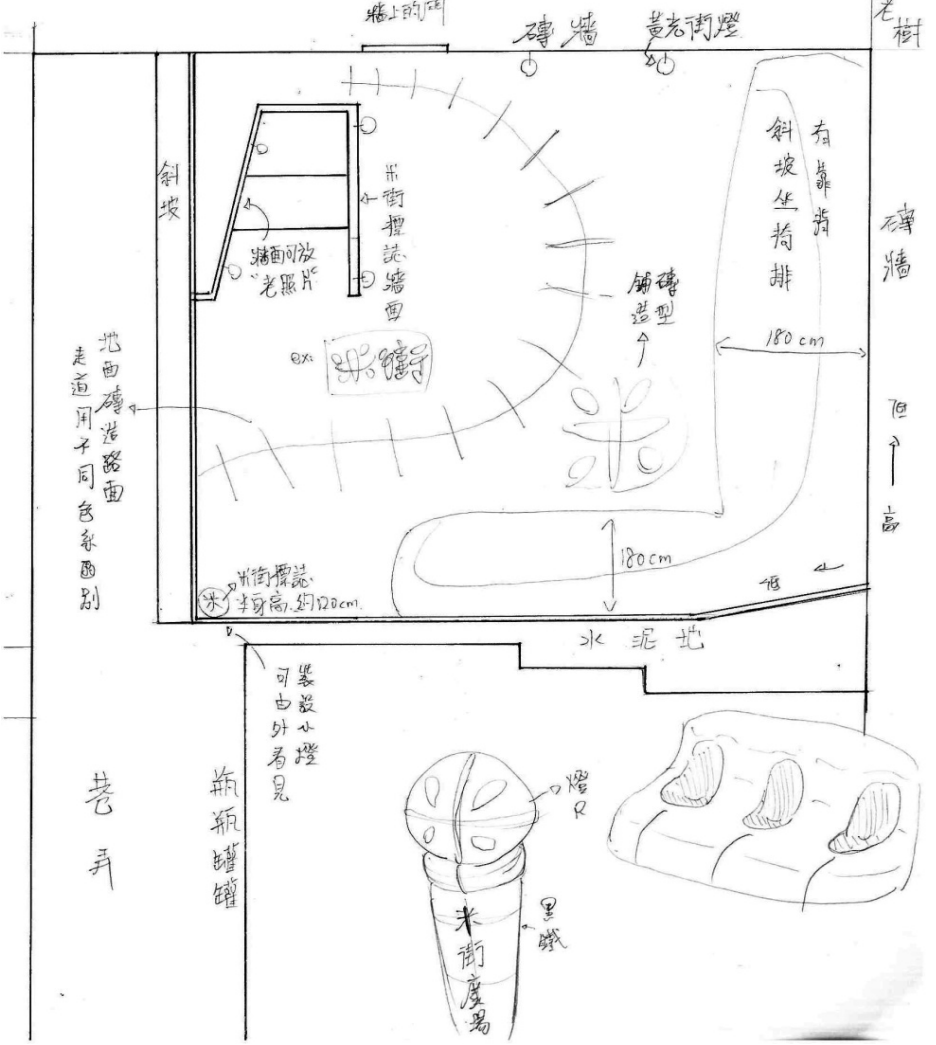 牆上的
磚牆
黃光街燈
老樹
斜坡
米街標誌牆面
牆面可放
"老照片"
有靠背
斜坡坐椅排
磚牆
鋪磚
造型
180cm
ex:
米街
地面磚造路面
走道用不同色系區別
低
高
180cm
低
米街標誌
半身高.約120cm.
米
水泥地
裝設小燈
可由外看見
巷弄
瓶瓶罐罐
燈
黑鐵
米街廣場